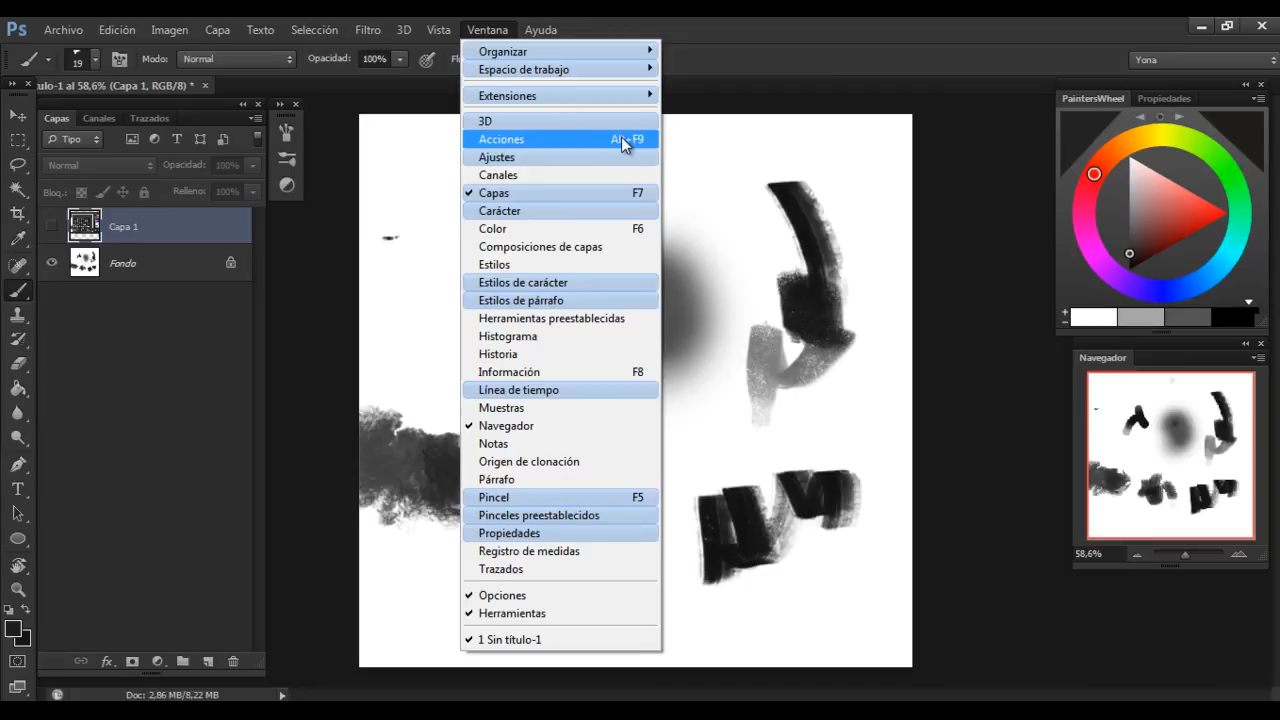 Ps Archivo Edición Imagen Capa Texto Selección Filtro 3D Vista Ventana Ayuda
19 Modo: Normal Opacidad: 100% Yona
al 58,6% (Capa 1, RGB/8) * ×
Capas Canales Trazados
Tipo
Normal Opacidad: 100%
Bloq.: Relleno: 100%
Capa 1
Fondo
Organizar
Espacio de trabajo
Extensiones
3D
Acciones
Ajustes
Canales
Capas F7
Carácter
Color F6
Composiciones de capas
Estilos
Estilos de carácter
Estilos de párrafo
Herramientas preestablecidas
Histograma
Historia
Información F8
Línea de tiempo
Muestras
Navegador
Notas
Origen de clonación
Párrafo
Pincel F5
Pinceles preestablecidos
Propiedades
Registro de medidas
Trazados
Opciones
Herramientas
1 Sin título-1
PaintersWheel Propiedades
Navegador
58,6%
fx
Doc: 2,86 MB/8,22 MB